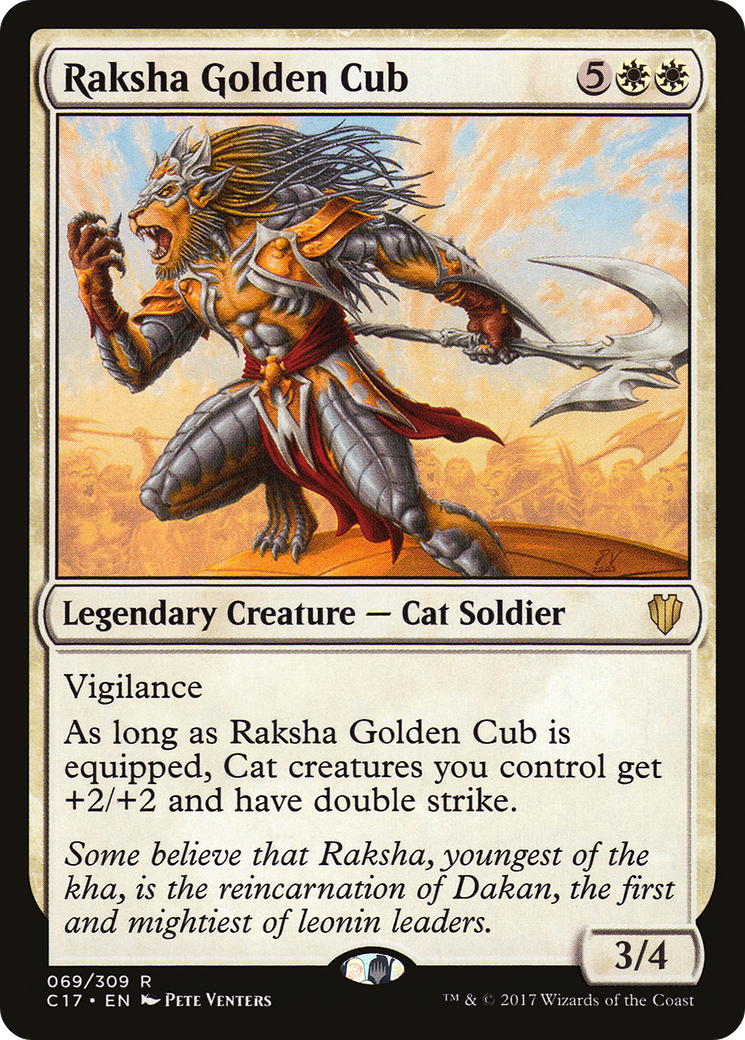 Raksha Golden Cub 5
Legendary Creature — Cat Soldier
Vigilance
As long as Raksha Golden Cub is
equipped, Cat creatures you control get
+2/+2 and have double strike.
Some believe that Raksha, youngest of the
kha, is the reincarnation of Dakan, the first
and mightiest of leonin leaders.
3/4
069/309 R
C17 • EN Pete Venters
™ & © 2017 Wizards of the Coast